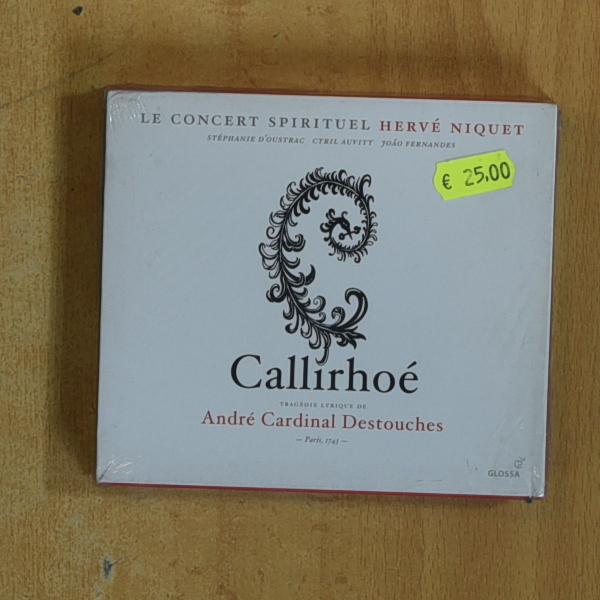 LE CONCERT SPIRITUEL HERVÉ NIQUET
STÉPHANIE D'OUSTRAC CYRIL AUVITY JOÃO FERNANDES
€ 25.00
Callirhoé
TRAGÉDIE LYRIQUE DE
André Cardinal Destouches
– Paris, 1743 –
GLOSSA